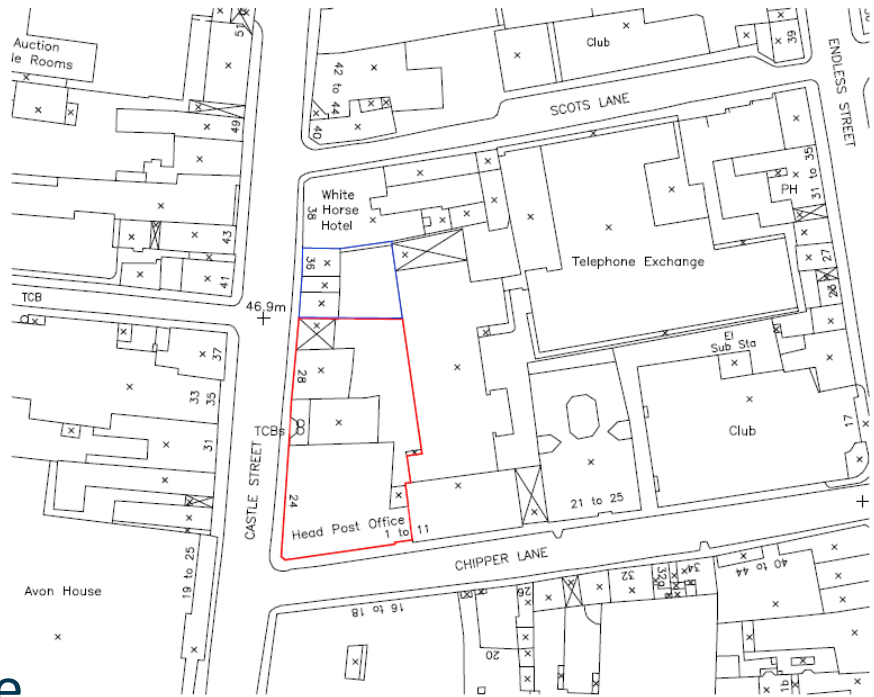 Auction
le Rooms
51
49
43
41
TCB
37
33
35
31
19 to 25
Avon House
42 to 44
40
Club
39
SCOTS LANE
ENDLESS STREET
White
Horse
Hotel
38
36
46.9m
28
TCBs
24
CASTLE STREET
Head Post Office
1 to 11
Telephone Exchange
PH
31 to 35
27
El
Sub Sta
Club
17
21 to 25
CHIPPER LANE
16 to 18
20
26
32
32a
34
40 to 44
1b